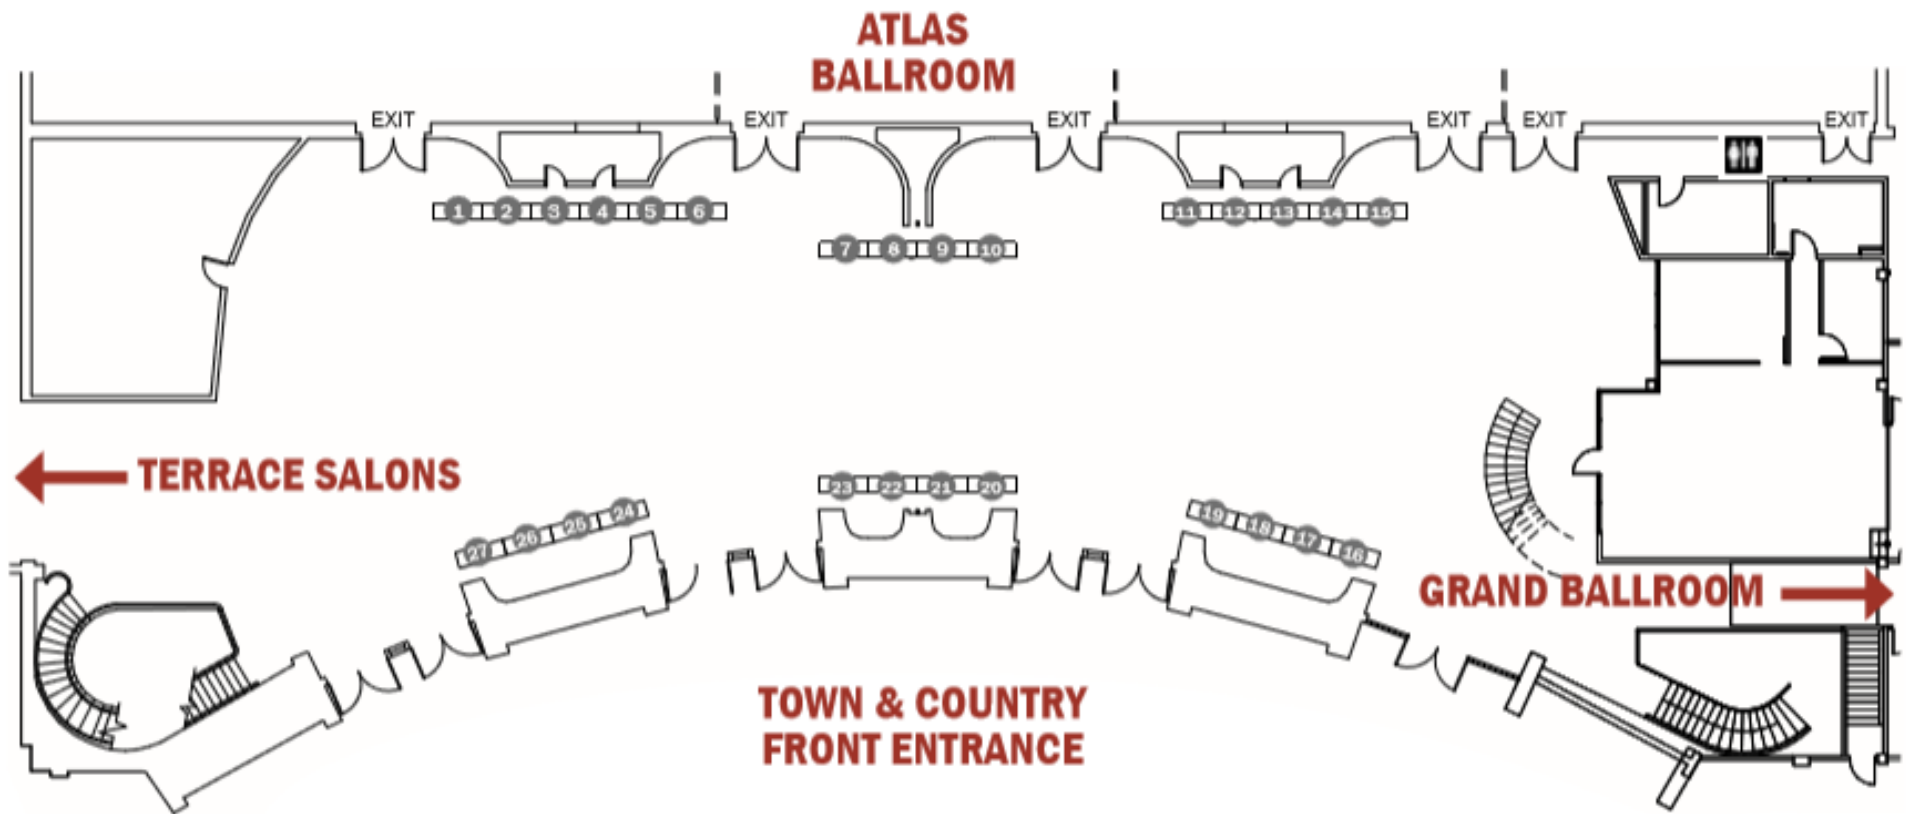 ATLAS
BALLROOM
EXIT EXIT EXIT EXIT EXIT EXIT
1 2 3 4 5 6
11 12 13 14 15
7 8 9 10
TERRACE SALONS
23 22 21 20
27 26 25 24
19 18 17 16
GRAND BALLROOM
TOWN & COUNTRY
FRONT ENTRANCE